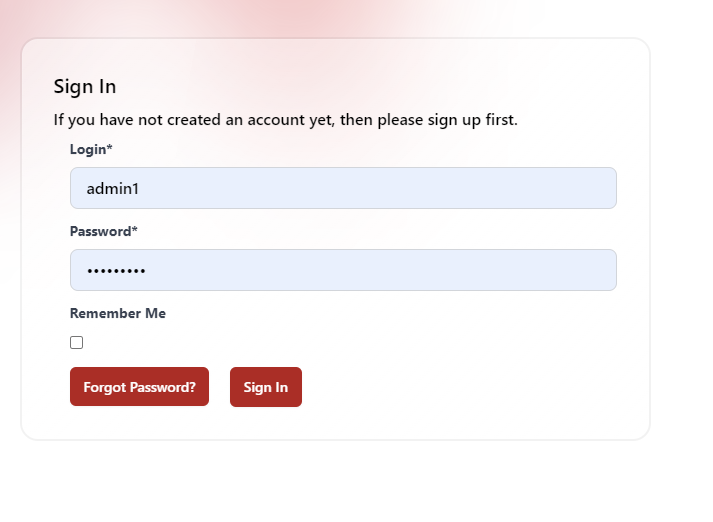 Sign In
If you have not created an account yet, then please sign up first.
Login*
admin1
Password*
•••••••••
Remember Me
Forgot Password? Sign In